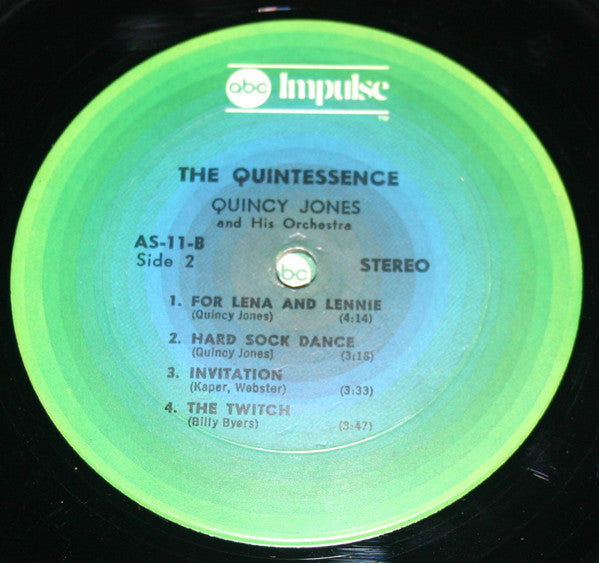 abc Impulse
TM
THE QUINTESSENCE
QUINCY JONES
and His Orchestra
AS-11-B
Side 2
STEREO
bc
1. FOR LENA AND LENNIE
(Quincy Jones) (4:14)
2. HARD SOCK DANCE
(Quincy Jones) (3:18)
3. INVITATION
(Kaper, Webster) (3:33)
4. THE TWITCH
(Billy Byers) (3:47)